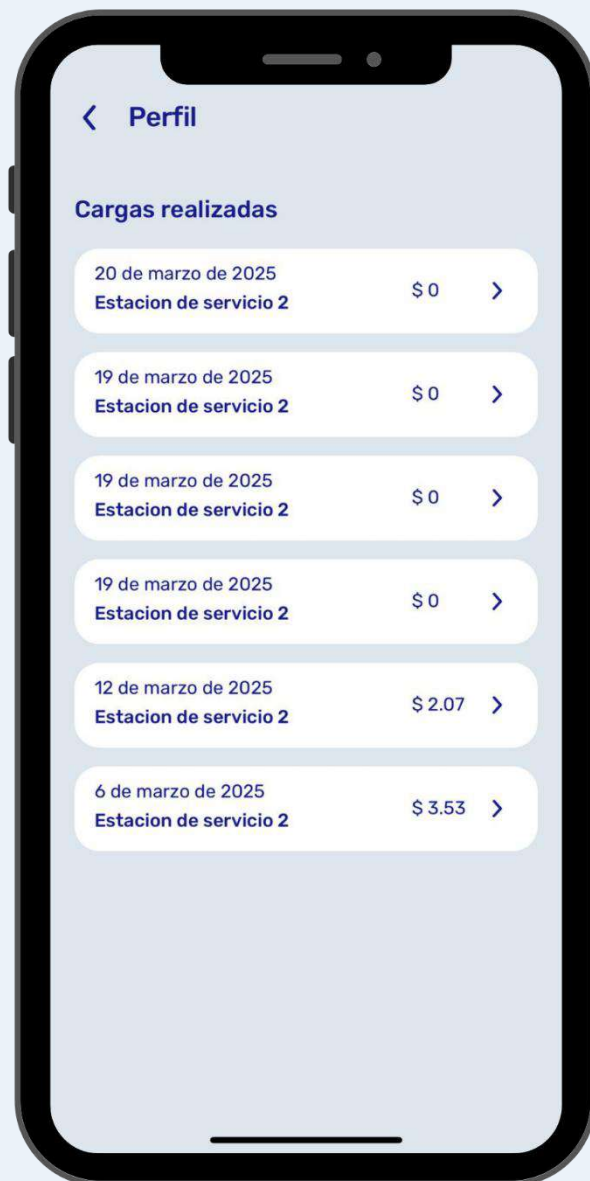 Perfil
Cargas realizadas
20 de marzo de 2025
Estacion de servicio 2
$ 0
19 de marzo de 2025
Estacion de servicio 2
$ 0
19 de marzo de 2025
Estacion de servicio 2
$ 0
19 de marzo de 2025
Estacion de servicio 2
$ 0
12 de marzo de 2025
Estacion de servicio 2
$ 2.07
6 de marzo de 2025
Estacion de servicio 2
$ 3.53